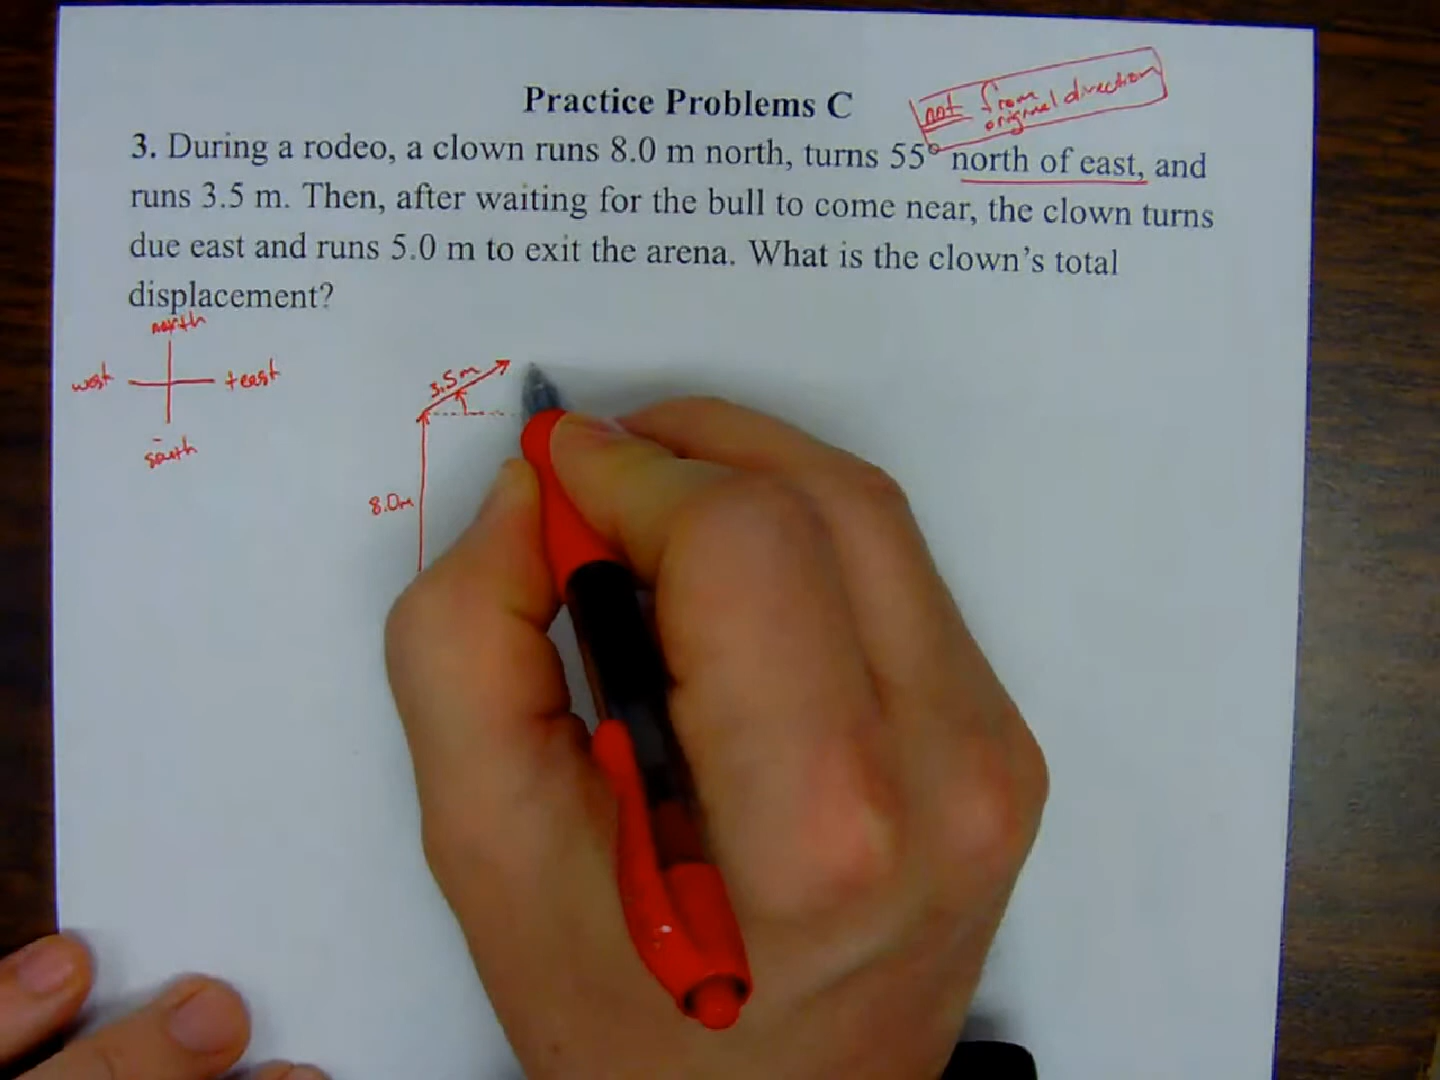 Practice Problems C
not from
original direction
3. During a rodeo, a clown runs 8.0 m north, turns 55° north of east, and
runs 3.5 m. Then, after waiting for the bull to come near, the clown turns
due east and runs 5.0 m to exit the arena. What is the clown's total
displacement?
north
west + east
-
south
3.5m
8.0m